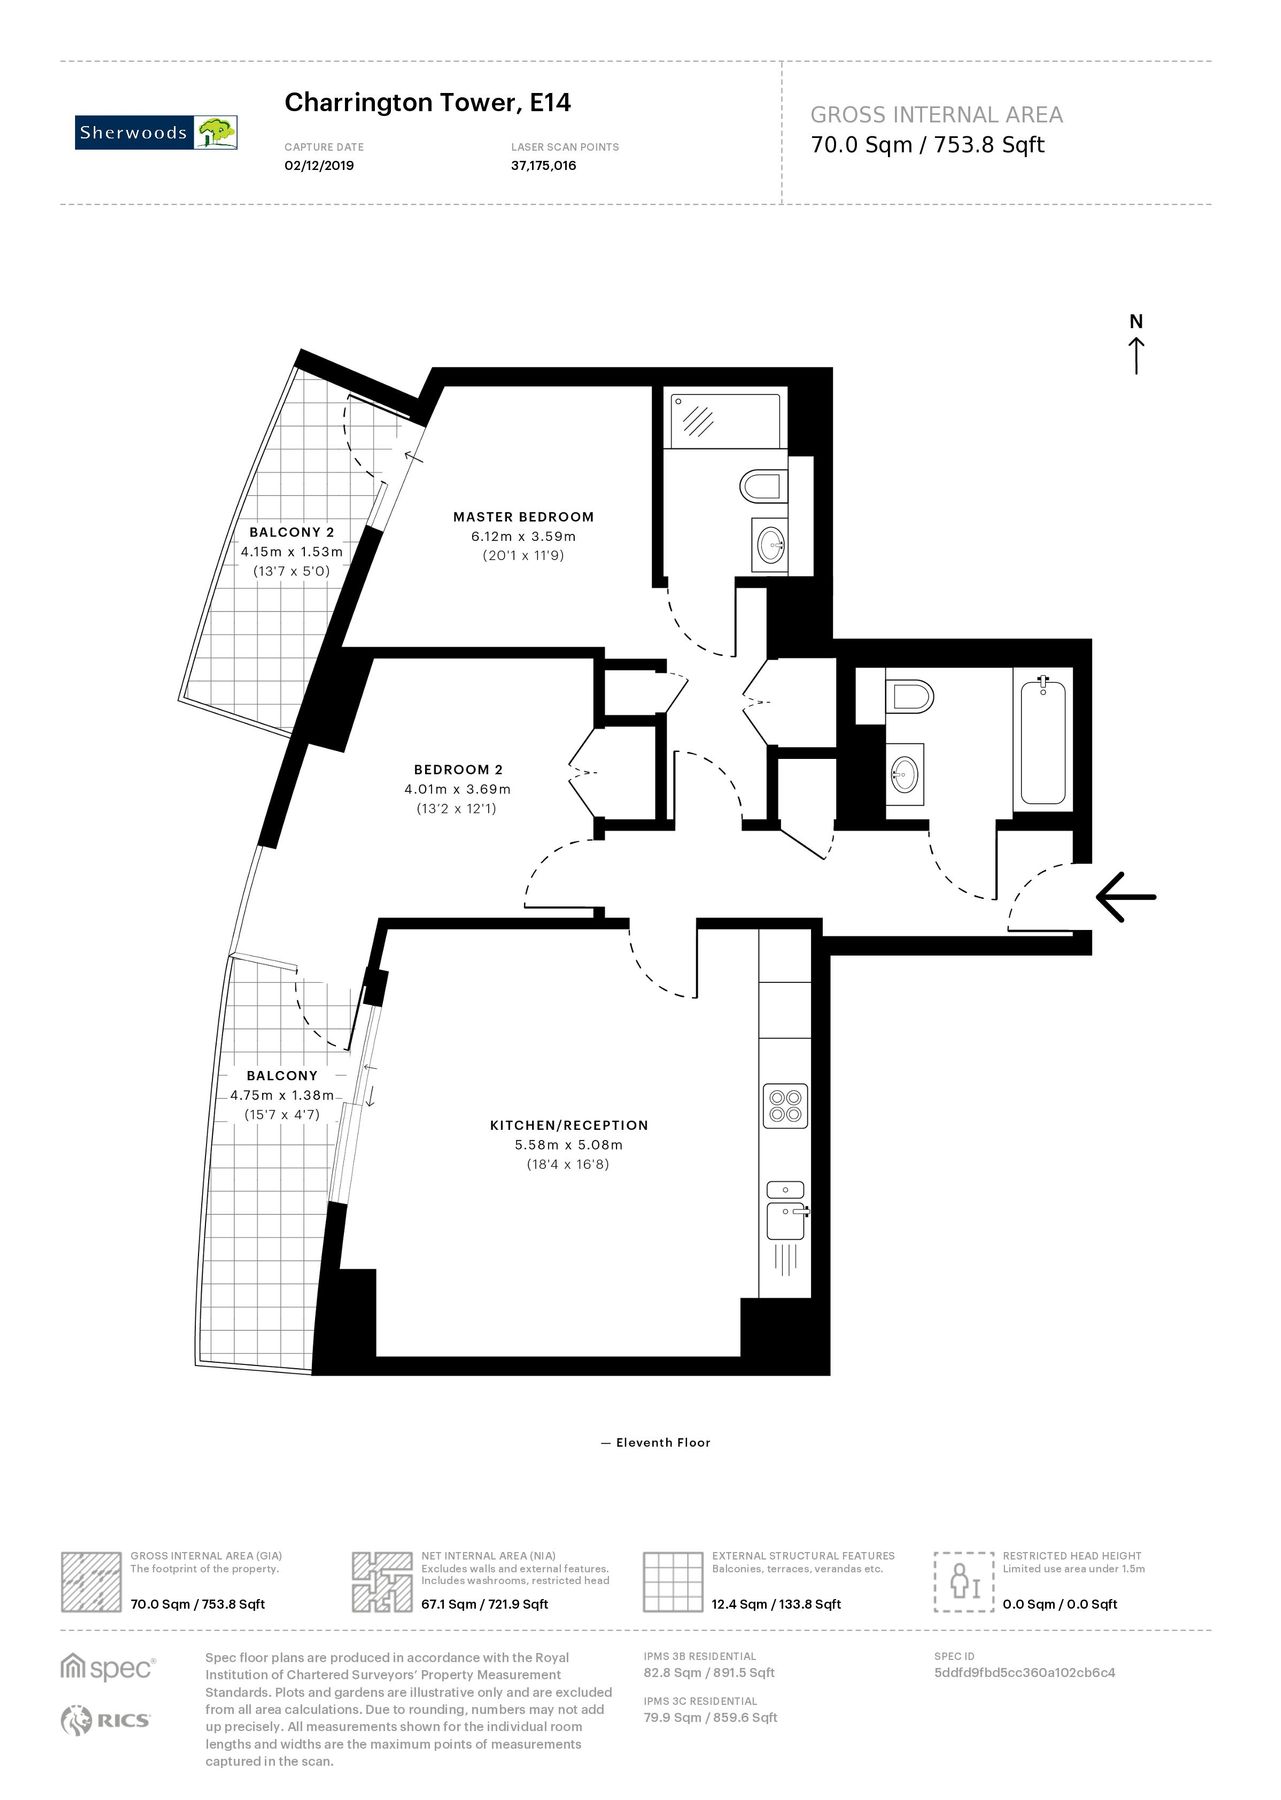 Sherwoods
Charrington Tower, E14
CAPTURE DATE
02/12/2019
LASER SCAN POINTS
37,175,016
GROSS INTERNAL AREA
70.0 Sqm / 753.8 Sqft
N
MASTER BEDROOM
6.12m x 3.59m
(20'1 x 11'9)
BALCONY 2
4.15m x 1.53m
(13'7 x 5'0)
BEDROOM 2
4.01m x 3.69m
(13'2 x 12'1)
BALCONY
4.75m x 1.38m
(15'7 x 4'7)
KITCHEN/RECEPTION
5.58m x 5.08m
(18'4 x 16'8)
— Eleventh Floor
GROSS INTERNAL AREA (GIA)
The footprint of the property.
70.0 Sqm / 753.8 Sqft
NET INTERNAL AREA (NIA)
Excludes walls and external features.
Includes washrooms, restricted head
67.1 Sqm / 721.9 Sqft
EXTERNAL STRUCTURAL FEATURES
Balconies, terraces, verandas etc.
12.4 Sqm / 133.8 Sqft
RESTRICTED HEAD HEIGHT
Limited use area under 1.5m
0.0 Sqm / 0.0 Sqft
spec®
RICS
Spec floor plans are produced in accordance with the Royal
Institution of Chartered Surveyors' Property Measurement
Standards. Plots and gardens are illustrative only and are excluded
from all area calculations. Due to rounding, numbers may not add
up precisely. All measurements shown for the individual room
lengths and widths are the maximum points of measurements
captured in the scan.
IPMS 3B RESIDENTIAL
82.8 Sqm / 891.5 Sqft
IPMS 3C RESIDENTIAL
79.9 Sqm / 859.6 Sqft
SPEC ID
5ddfd9fbd5cc360a102cb6c4